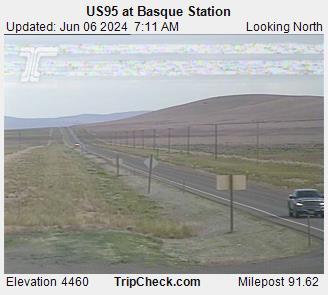 US95 at Basque Station
Updated: Jun 06 2024 7:11 AM Looking North
Elevation 4460 TripCheck.com Milepost 91.62